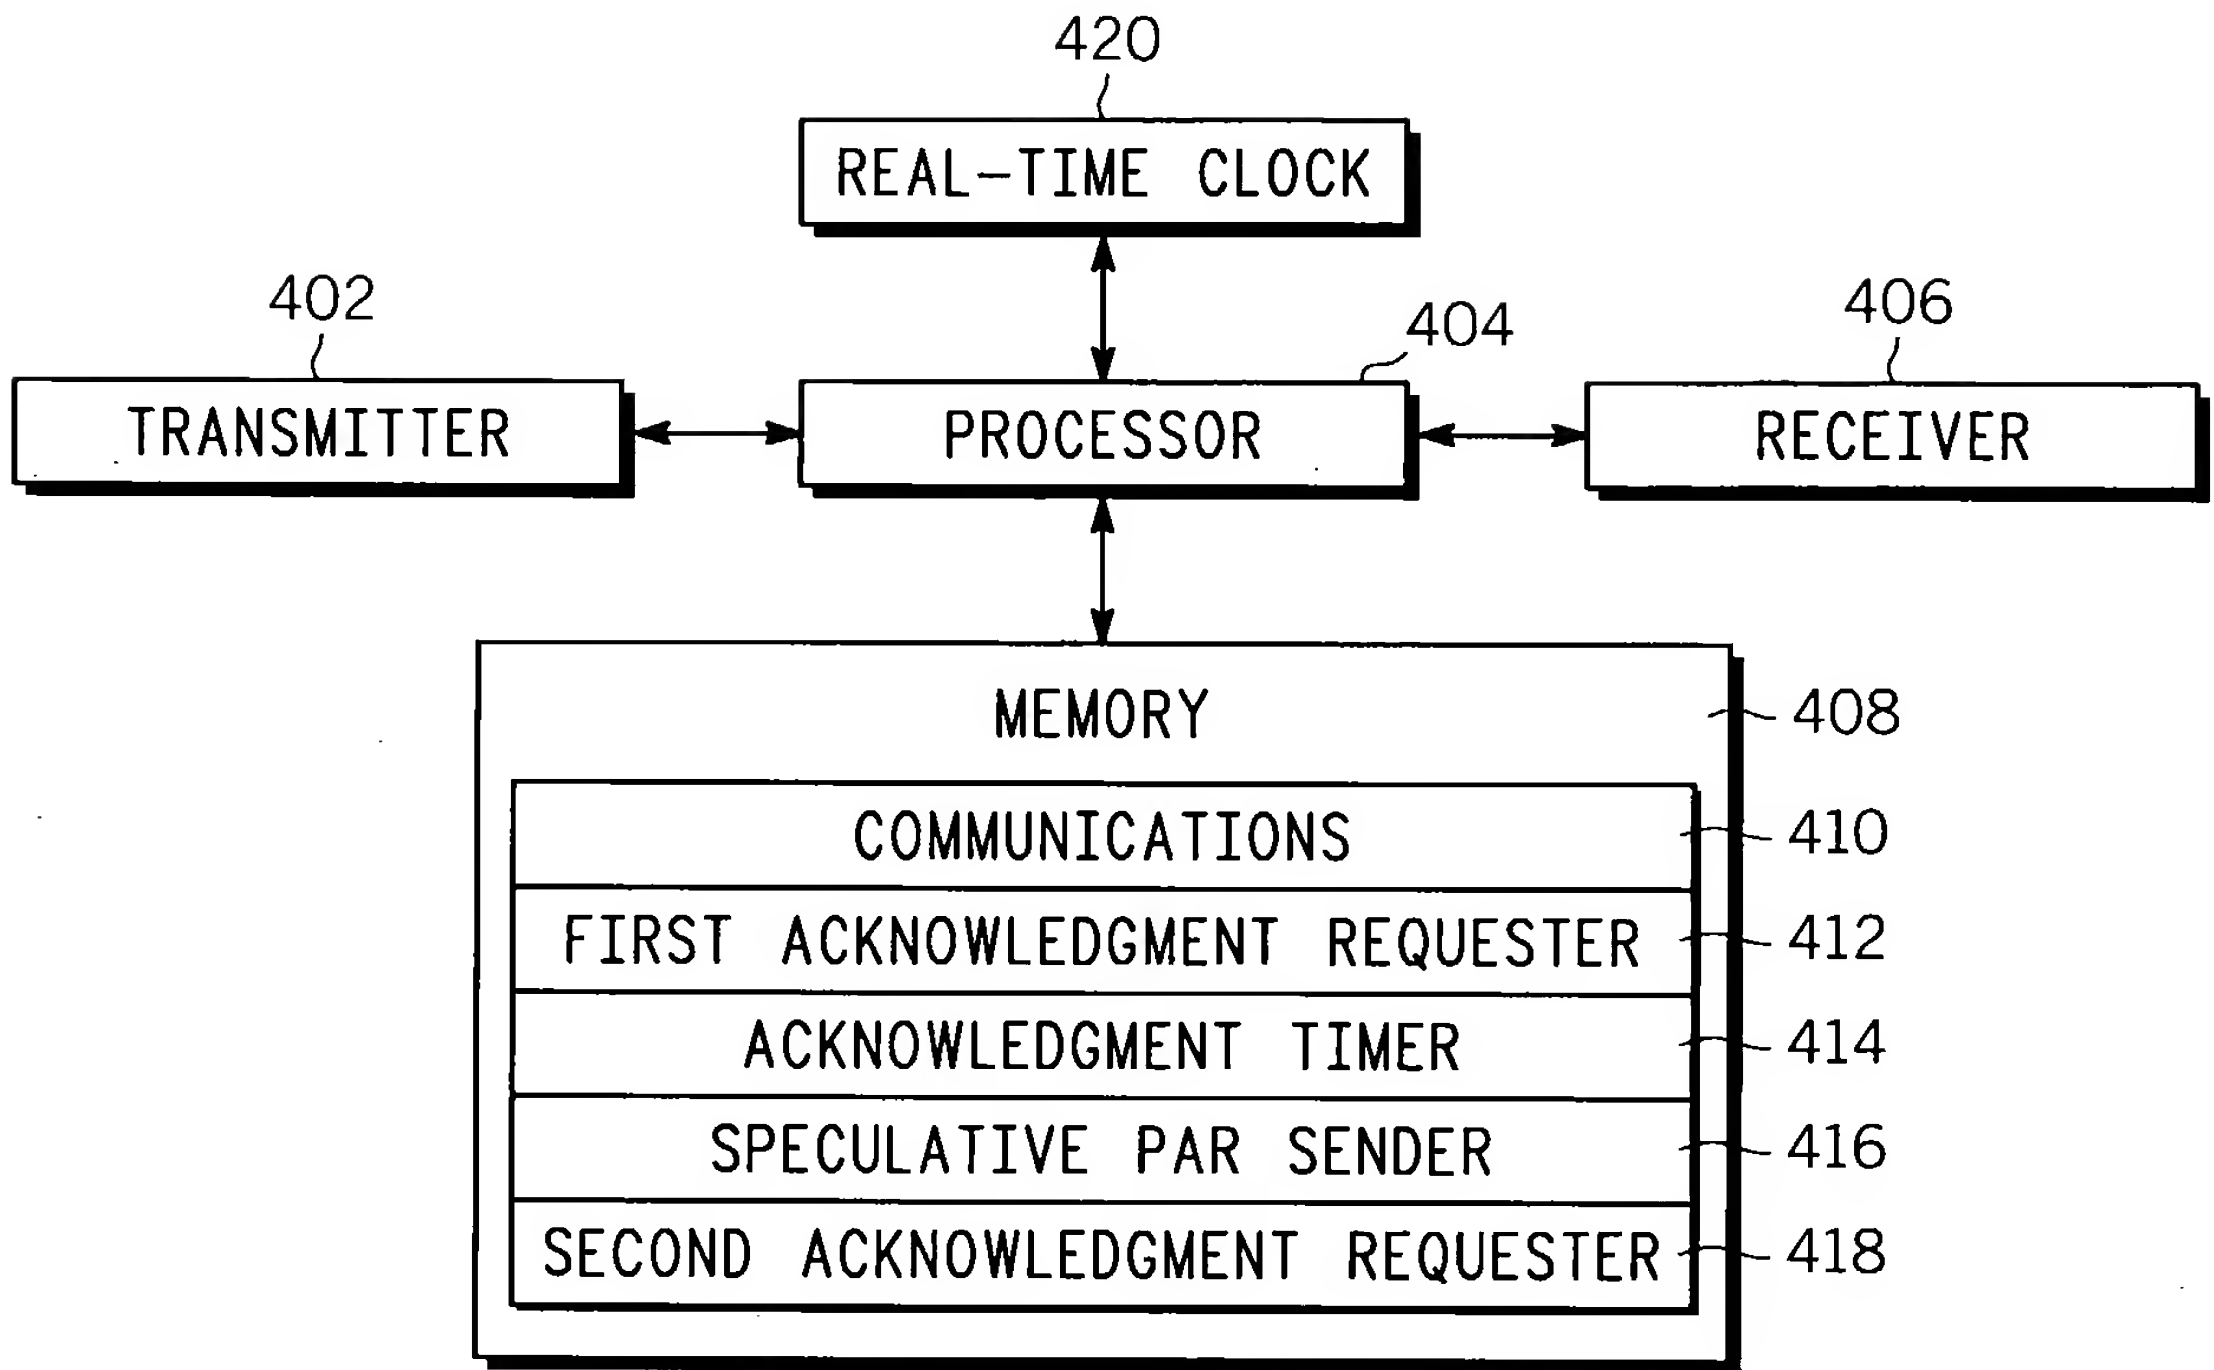 420
REAL-TIME CLOCK
402
404
406
TRANSMITTER
PROCESSOR
RECEIVER
MEMORY
408
COMMUNICATIONS
410
FIRST ACKNOWLEDGMENT REQUESTER
412
ACKNOWLEDGMENT TIMER
414
SPECULATIVE PAR SENDER
416
SECOND ACKNOWLEDGMENT REQUESTER
418